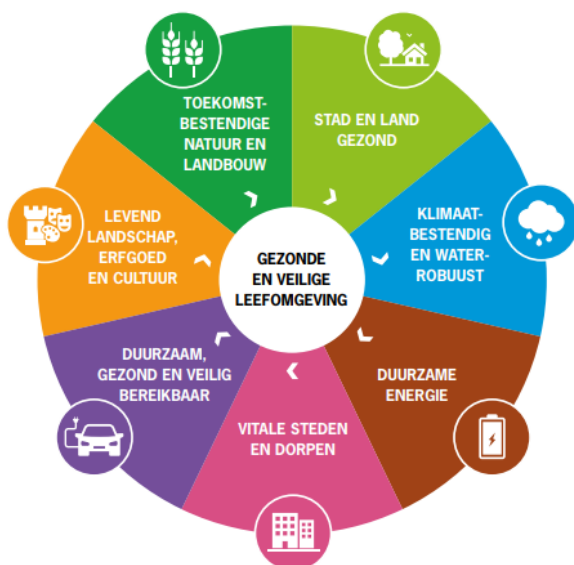 TOEKOMST-
BESTENDIGE
NATUUR EN
LANDBOUW
STAD EN LAND
GEZOND
KLIMAAT-
BESTENDIG
EN WATER-
ROBUUST
DUURZAME
ENERGIE
VITALE STEDEN
EN DORPEN
DUURZAAM,
GEZOND EN VEILIG
BEREIKBAAR
LEVEND
LANDSCHAP,
ERFGOED
EN CULTUUR
GEZONDE
EN VEILIGE
LEEFOMGEVING